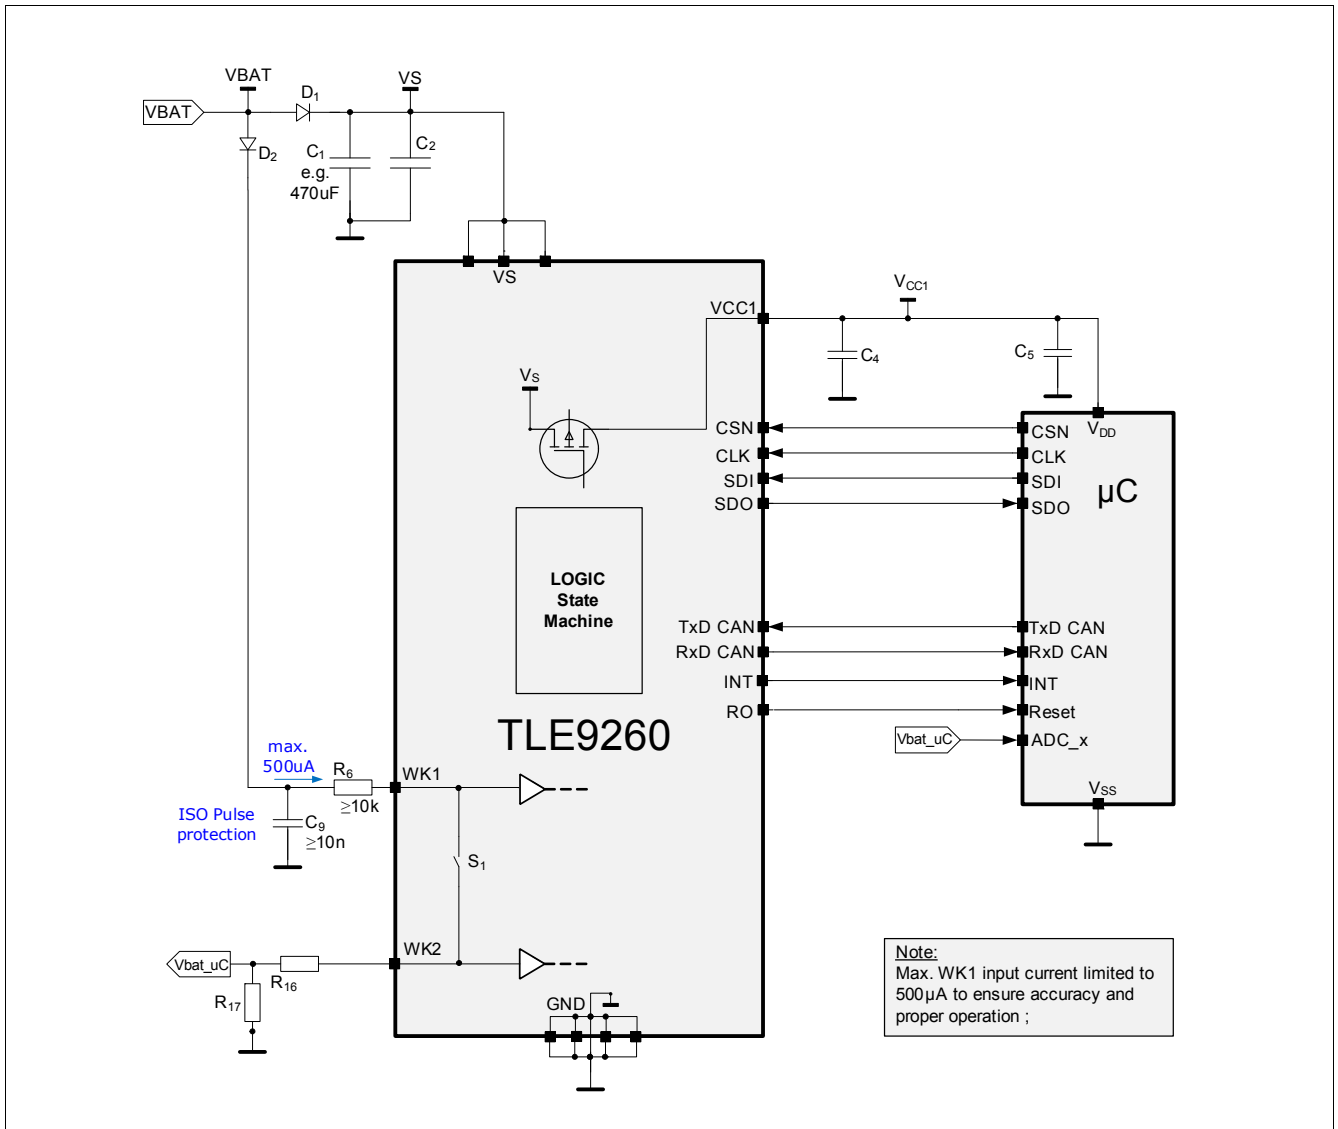 VBAT
VBAT
D1
VS
D2
C1
e.g.
470uF
C2
VS
VCC1
VCC1
C4
C5
VS
CSN
CLK
SDI
SDO
CSN
CLK
SDI
SDO
VDD
µC
LOGIC
State
Machine
TxD CAN
RxD CAN
INT
RO
TxD CAN
RxD CAN
INT
Reset
ADC_x
Vbat_uC
VSS
TLE9260
max.
500uA
R6
≥10k
WK1
ISO Pulse
protection
C9
≥10n
S1
WK2
Vbat_uC
R16
R17
GND
Note:
Max. WK1 input current limited to
500µA to ensure accuracy and
proper operation ;